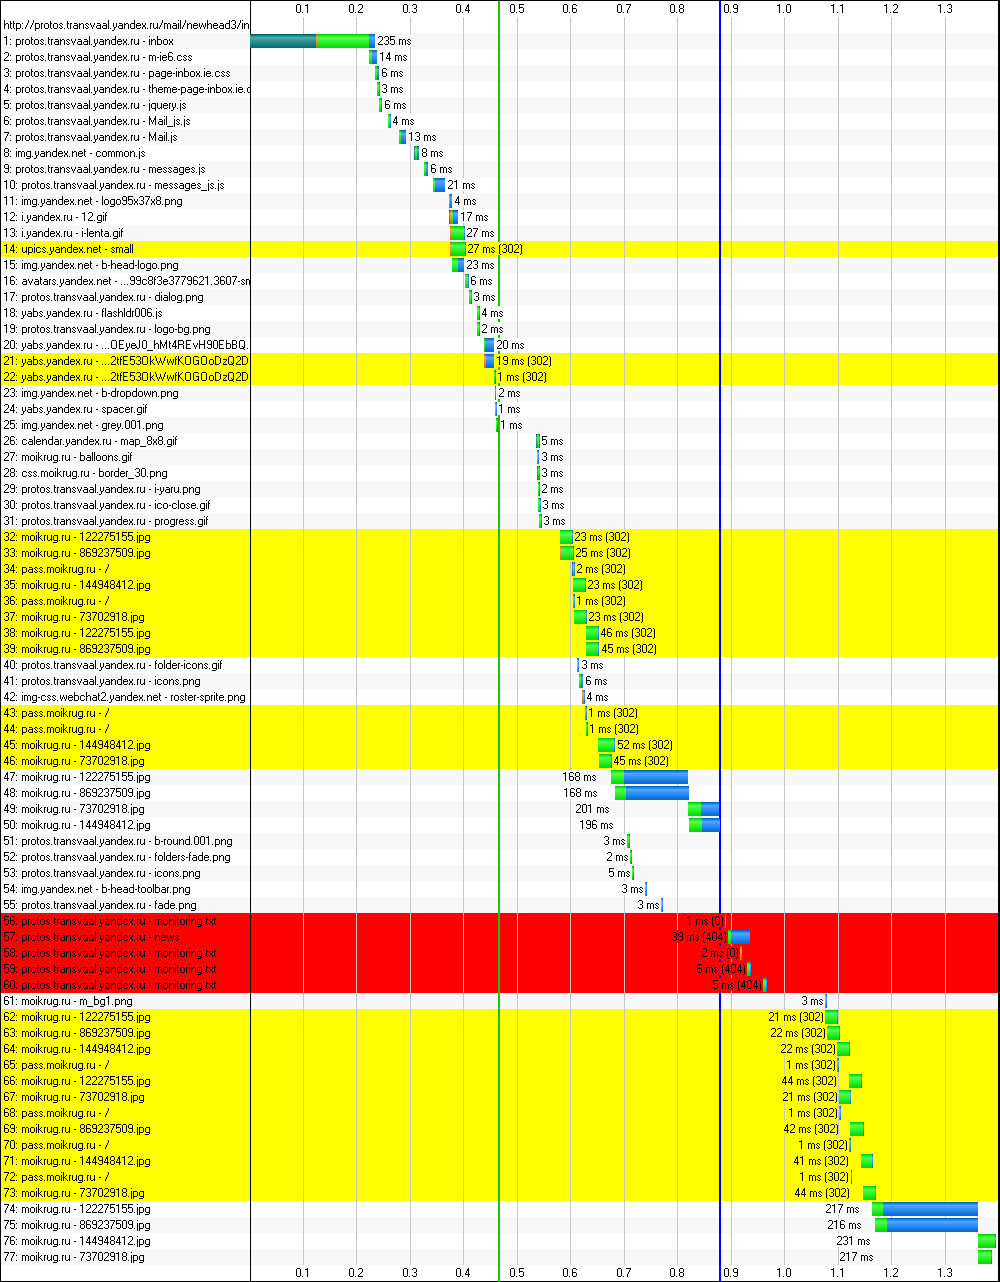 0.1 0.2 0.3 0.4 0.5 0.6 0.7 0.8 0.9 1.0 1.1 1.2 1.3
http://protos.transvaal.yandex.ru/mail/newhead3/in
1: protos.transvaal.yandex.ru - inbox 235 ms
2: protos.transvaal.yandex.ru - m-ie6.css 14 ms
3: protos.transvaal.yandex.ru - page-inbox.ie.css 6 ms
4: protos.transvaal.yandex.ru - theme-page-inbox.ie.c 3 ms
5: protos.transvaal.yandex.ru - jquery.js 6 ms
6: protos.transvaal.yandex.ru - Mail_js.js 4 ms
7: protos.transvaal.yandex.ru - Mail.js 13 ms
8: img.yandex.net - common.js 8 ms
9: protos.transvaal.yandex.ru - messages.js 6 ms
10: protos.transvaal.yandex.ru - messages_js.js 21 ms
11: img.yandex.net - logo95x37x8.png 4 ms
12: i.yandex.ru - 12.gif 17 ms
13: i.yandex.ru - i-lenta.gif 27 ms
14: upics.yandex.net - small 27 ms (302)
15: img.yandex.net - b-head-logo.png 23 ms
16: avatars.yandex.net - ...99c8f3e3779621.3607-sn 6 ms
17: protos.transvaal.yandex.ru - dialog.png 3 ms
18: yabs.yandex.ru - flashldr006.js 4 ms
19: protos.transvaal.yandex.ru - logo-bg.png 2 ms
20: yabs.yandex.ru - ...OEyeJ0_hMt4REvH90EbBQ. 20 ms
21: yabs.yandex.ru - ...2tfE53OkWwfKOGOoDzQ2D 19 ms (302)
22: yabs.yandex.ru - ...2tfE53OkWwfKOGOoDzQ2D 1 ms (302)
23: img.yandex.net - b-dropdown.png 2 ms
24: yabs.yandex.ru - spacer.gif 1 ms
25: img.yandex.net - grey.001.png 1 ms
26: calendar.yandex.ru - map_8x8.gif 5 ms
27: moikrug.ru - balloons.gif 3 ms
28: css.moikrug.ru - border_30.png 3 ms
29: protos.transvaal.yandex.ru - i-yaru.png 2 ms
30: protos.transvaal.yandex.ru - ico-close.gif 3 ms
31: protos.transvaal.yandex.ru - progress.gif 3 ms
32: moikrug.ru - 122275155.jpg 23 ms (302)
33: moikrug.ru - 869237509.jpg 25 ms (302)
34: pass.moikrug.ru - / 2 ms (302)
35: moikrug.ru - 144948412.jpg 23 ms (302)
36: pass.moikrug.ru - / 1 ms (302)
37: moikrug.ru - 73702918.jpg 23 ms (302)
38: moikrug.ru - 122275155.jpg 46 ms (302)
39: moikrug.ru - 869237509.jpg 45 ms (302)
40: protos.transvaal.yandex.ru - folder-icons.gif 3 ms
41: protos.transvaal.yandex.ru - icons.png 6 ms
42: img-css.webchat2.yandex.net - roster-sprite.png 4 ms
43: pass.moikrug.ru - / 1 ms (302)
44: pass.moikrug.ru - / 1 ms (302)
45: moikrug.ru - 144948412.jpg 52 ms (302)
46: moikrug.ru - 73702918.jpg 45 ms (302)
47: moikrug.ru - 122275155.jpg 168 ms
48: moikrug.ru - 869237509.jpg 168 ms
49: moikrug.ru - 73702918.jpg 201 ms
50: moikrug.ru - 144948412.jpg 196 ms
51: protos.transvaal.yandex.ru - b-round.001.png 3 ms
52: protos.transvaal.yandex.ru - folders-fade.png 2 ms
53: protos.transvaal.yandex.ru - icons.png 5 ms
54: img.yandex.net - b-head-toolbar.png 3 ms
55: protos.transvaal.yandex.ru - fade.png 3 ms
56: protos.transvaal.yandex.ru - monitoring.txt 1 ms (0)
57: protos.transvaal.yandex.ru - news 39 ms (404)
58: protos.transvaal.yandex.ru - monitoring.txt 2 ms (0)
59: protos.transvaal.yandex.ru - monitoring.txt 6 ms (404)
60: protos.transvaal.yandex.ru - monitoring.txt 5 ms (404)
61: moikrug.ru - m_bg1.png 3 ms
62: moikrug.ru - 122275155.jpg 21 ms (302)
63: moikrug.ru - 869237509.jpg 22 ms (302)
64: moikrug.ru - 144948412.jpg 22 ms (302)
65: pass.moikrug.ru - / 1 ms (302)
66: moikrug.ru - 122275155.jpg 44 ms (302)
67: moikrug.ru - 73702918.jpg 21 ms (302)
68: pass.moikrug.ru - / 1 ms (302)
69: moikrug.ru - 869237509.jpg 42 ms (302)
70: pass.moikrug.ru - / 1 ms (302)
71: moikrug.ru - 144948412.jpg 41 ms (302)
72: pass.moikrug.ru - / 1 ms (302)
73: moikrug.ru - 73702918.jpg 44 ms (302)
74: moikrug.ru - 122275155.jpg 217 ms
75: moikrug.ru - 869237509.jpg 216 ms
76: moikrug.ru - 144948412.jpg 231 ms
77: moikrug.ru - 73702918.jpg 217 ms
0.1 0.2 0.3 0.4 0.5 0.6 0.7 0.8 0.9 1.0 1.1 1.2 1.3